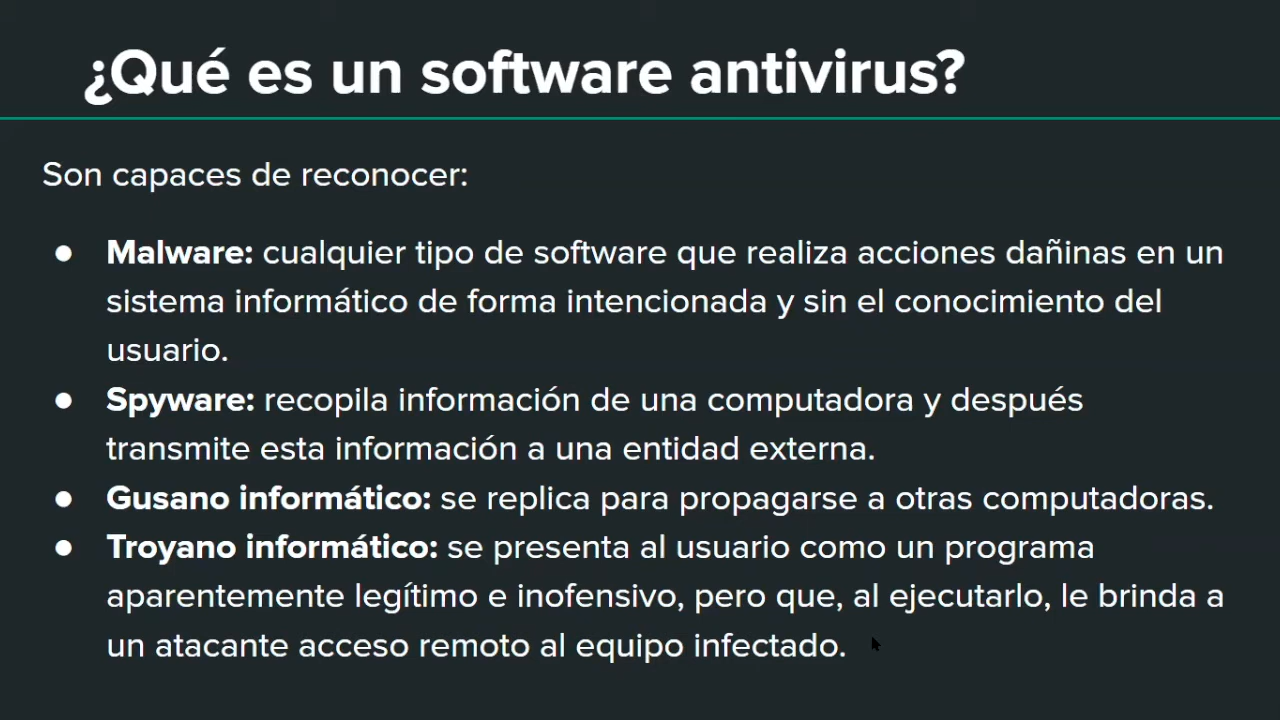 ¿Qué es un software antivirus?
Son capaces de reconocer:
● Malware: cualquier tipo de software que realiza acciones dañinas en un
sistema informático de forma intencionada y sin el conocimiento del
usuario.
● Spyware: recopila información de una computadora y después
transmite esta información a una entidad externa.
● Gusano informático: se replica para propagarse a otras computadoras.
● Troyano informático: se presenta al usuario como un programa
aparentemente legítimo e inofensivo, pero que, al ejecutarlo, le brinda a
un atacante acceso remoto al equipo infectado.